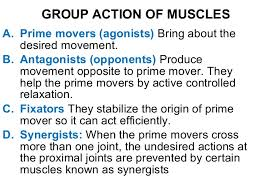 GROUP ACTION OF MUSCLES
A. Prime movers (agonists) Bring about the
desired movement.
B. Antagonists (opponents) Produce
movement opposite to prime mover. They
help the prime movers by active controlled
relaxation.
C. Fixators They stabilize the origin of prime
mover so it can act efficiently.
D. Synergists: When the prime movers cross
more than one joint, the undesired actions at
the proximal joints are prevented by certain
muscles known as synergists